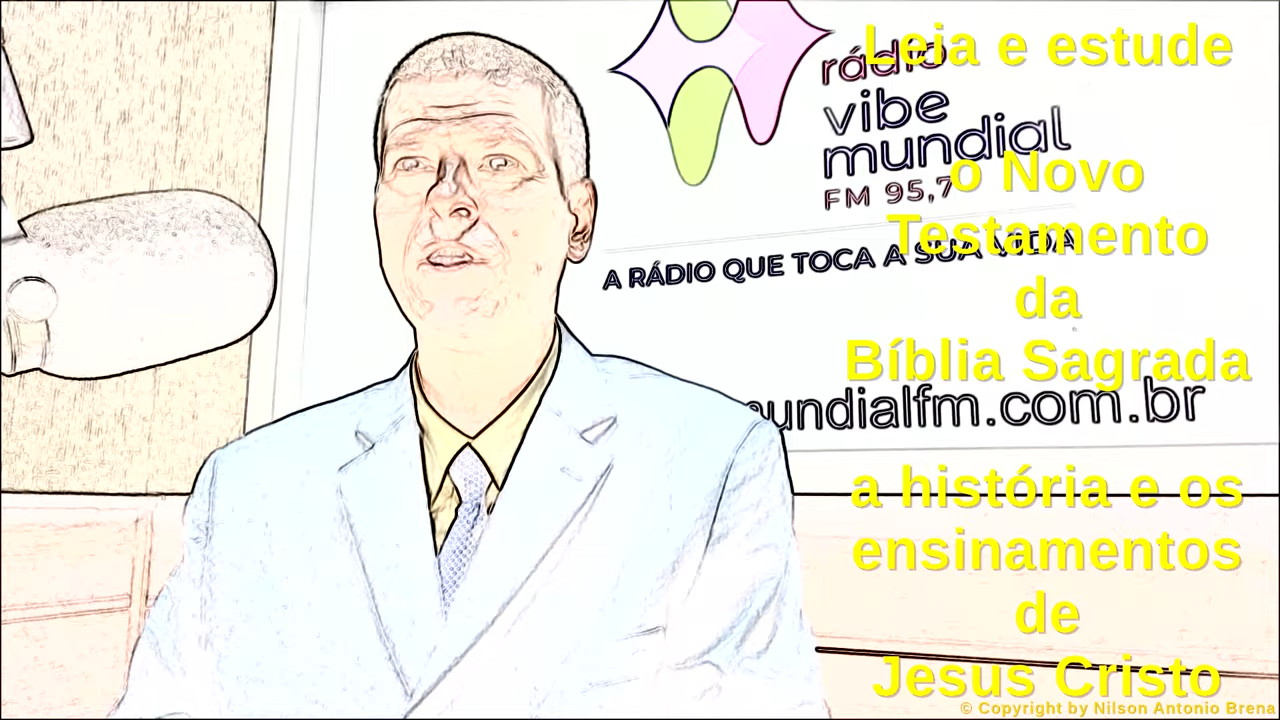 Leia e estude
o Novo
Testamento
da
Bíblia Sagrada
a história e os
ensinamentos
de
Jesus Cristo
rádio
vibe
mundial
FM 95,7
A RÁDIO QUE TOCA A SUA VIDA
mundialfm.com.br
© Copyright by Nilson Antonio Brena